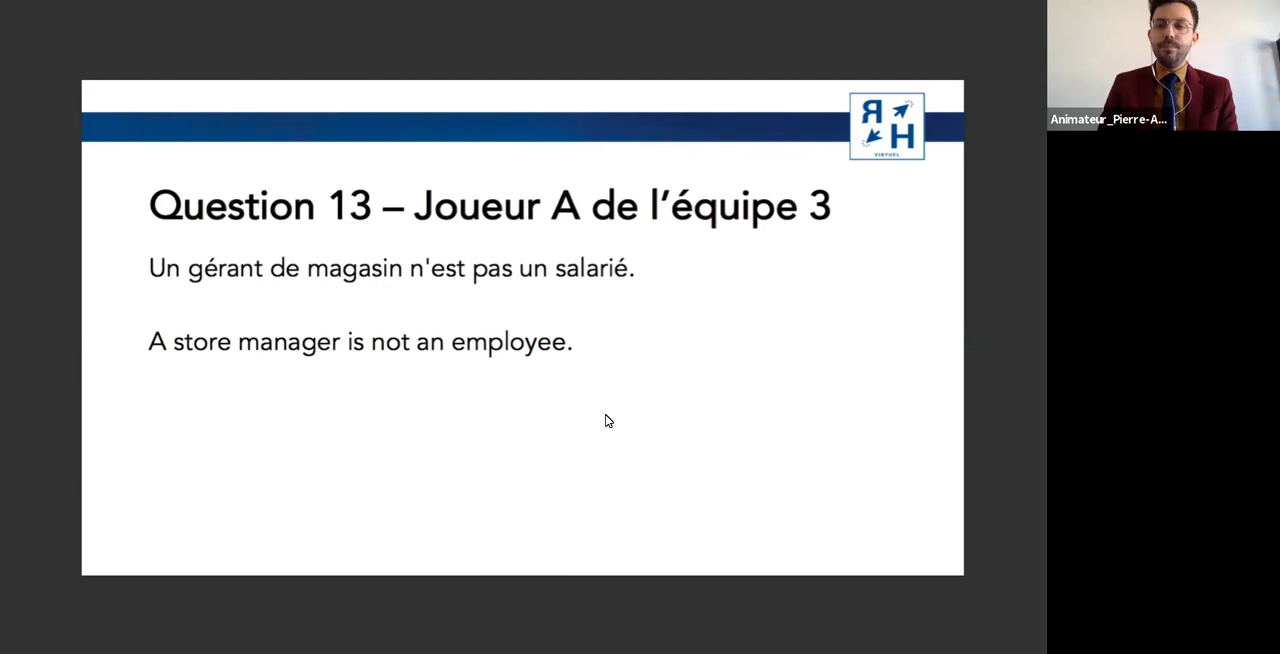 Я
H
VIRTUEL
Question 13 – Joueur A de l’équipe 3
Un gérant de magasin n'est pas un salarié.
A store manager is not an employee.
Animateur_Pierre-A...